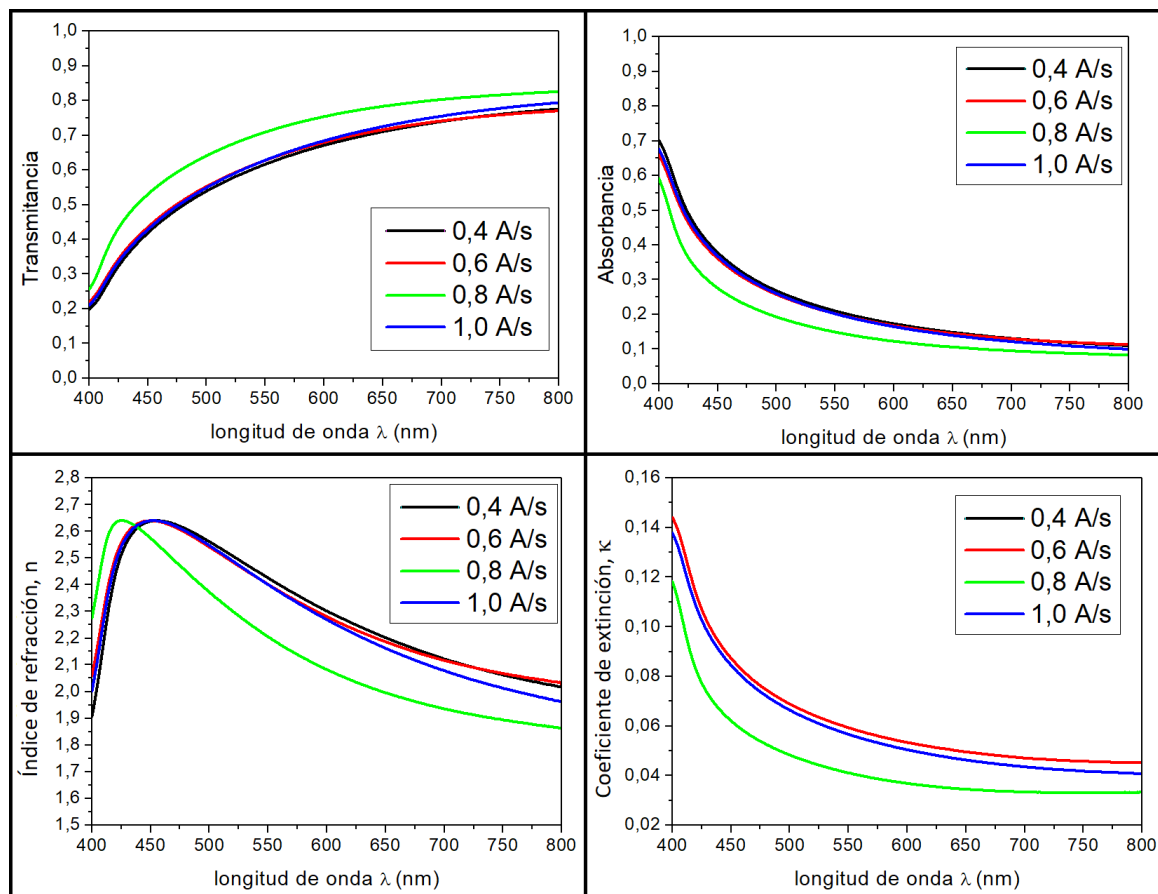 Transmitancia
1,0
0,9
0,8
0,7
0,6
0,5
0,4
0,3
0,2
0,1
0,0
0,4 A/s
0,6 A/s
0,8 A/s
1,0 A/s
400 450 500 550 600 650 700 750 800
longitud de onda λ (nm)
Absorbancia
1,0
0,9
0,8
0,7
0,6
0,5
0,4
0,3
0,2
0,1
0,0
0,4 A/s
0,6 A/s
0,8 A/s
1,0 A/s
400 450 500 550 600 650 700 750 800
longitud de onda λ (nm)
Índice de refracción, n
2,8
2,7
2,6
2,5
2,4
2,3
2,2
2,1
2,0
1,9
1,8
1,7
1,6
1,5
0,4 A/s
0,6 A/s
0,8 A/s
1,0 A/s
400 450 500 550 600 650 700 750 800
longitud de onda λ (nm)
Coeficiente de extinción, κ
0,16
0,14
0,12
0,10
0,08
0,06
0,04
0,02
0,4 A/s
0,6 A/s
0,8 A/s
1,0 A/s
400 450 500 550 600 650 700 750 800
longitud de onda λ (nm)